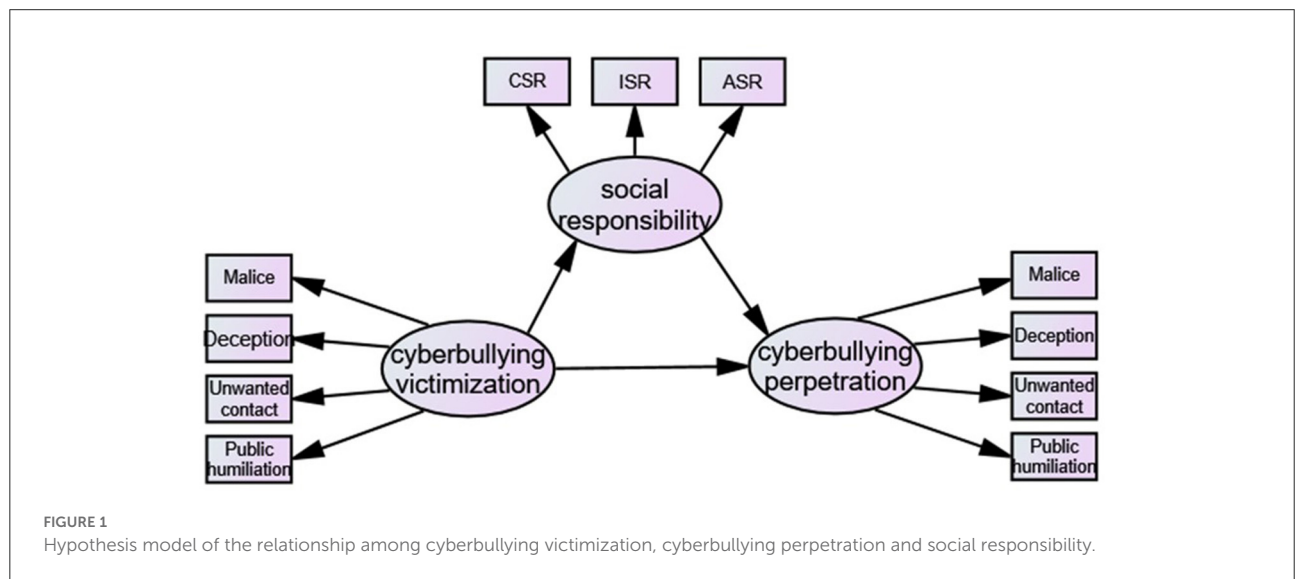 CSR
ISR
ASR
social
responsibility
Malice
Deception
Unwanted
contact
Public
humiliation
cyberbullying
victimization
cyberbullying
perpetration
Malice
Deception
Unwanted
contact
Public
humiliation
FIGURE 1
Hypothesis model of the relationship among cyberbullying victimization, cyberbullying perpetration and social responsibility.